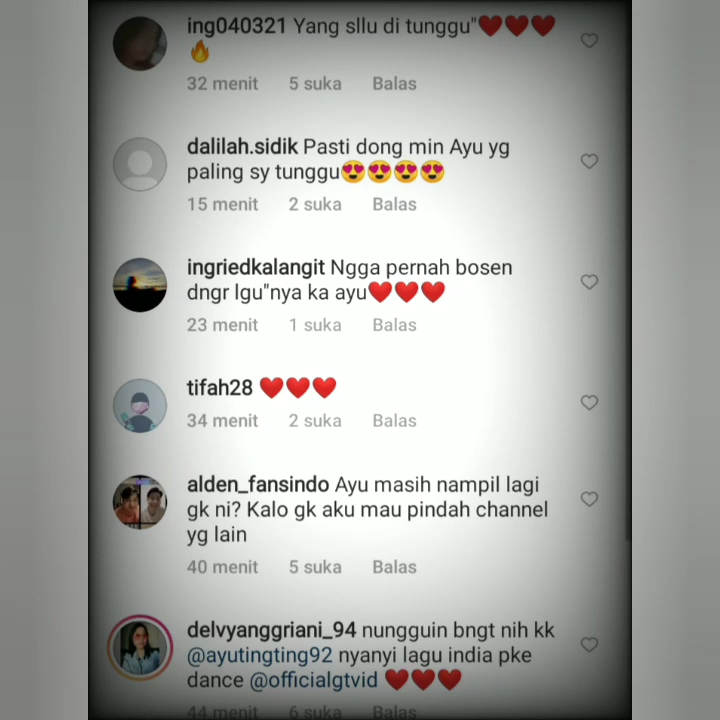 ing040321 Yang sllu di tunggu"❤❤❤
🔥
32 menit 5 suka Balas
dalilah.sidik Pasti dong min Ayu yg
paling sy tunggu😍😍😍😍
15 menit 2 suka Balas
ingriedkalangit Ngga pernah bosen
dngr lgu"nya ka ayu❤❤❤
23 menit 1 suka Balas
tifah28 ❤❤❤
34 menit 2 suka Balas
alden_fansindo Ayu masih nampil lagi
gk ni? Kalo gk aku mau pindah channel
yg lain
40 menit 5 suka Balas
delvyanggriani_94 nungguin bngt nih kk
@ayutingting92 nyanyi lagu india pke
dance @officialgtvid ❤❤❤
44 menit 6 suka Balas